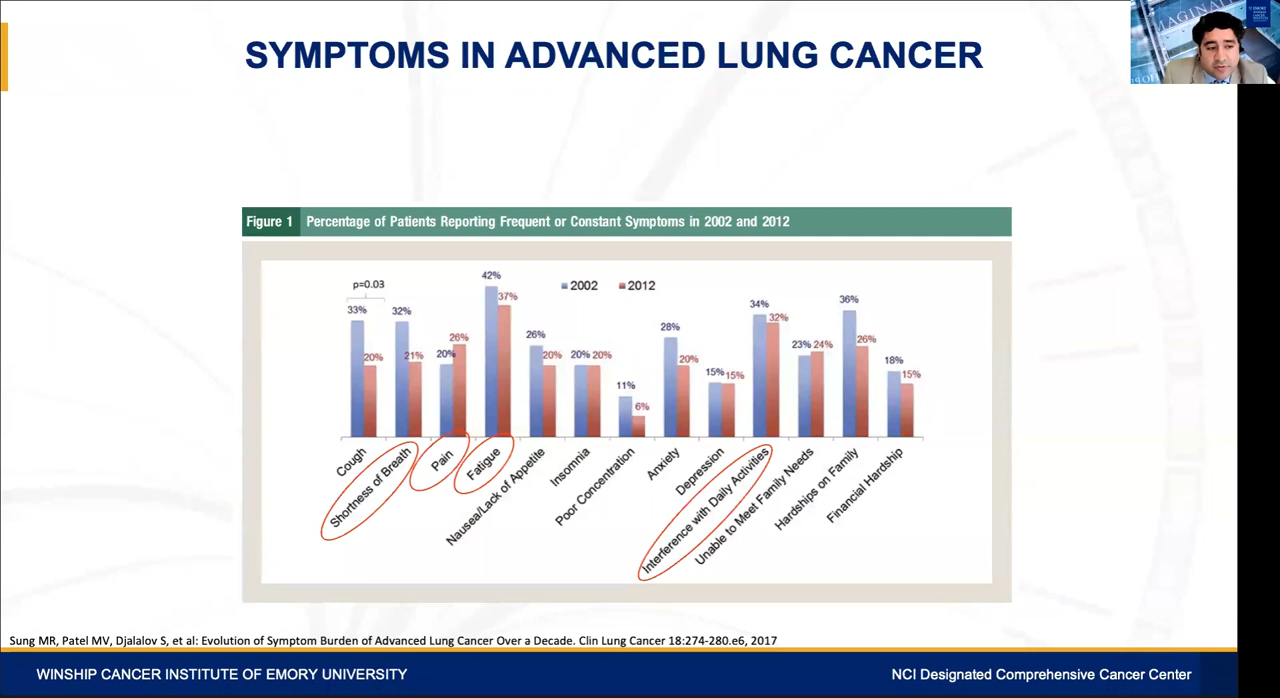 SYMPTOMS IN ADVANCED LUNG CANCER
EMORY
Figure 1 Percentage of Patients Reporting Frequent or Constant Symptoms in 2002 and 2012
p=0.03
2002 2012
33% 20%
32% 21%
20% 26%
42% 37%
26% 20%
20% 20%
11% 6%
28% 20%
15% 15%
34% 32%
23% 24%
36% 26%
18% 15%
Cough
Shortness of Breath
Pain
Fatigue
Nausea/Lack of Appetite
Insomnia
Poor Concentration
Anxiety
Depression
Interference with Daily Activities
Unable to Meet Family Needs
Hardships on Family
Financial Hardship
Sung MR, Patel MV, Djalalov S, et al: Evolution of Symptom Burden of Advanced Lung Cancer Over a Decade. Clin Lung Cancer 18:274-280.e6, 2017
WINSHIP CANCER INSTITUTE OF EMORY UNIVERSITY
NCI Designated Comprehensive Cancer Center